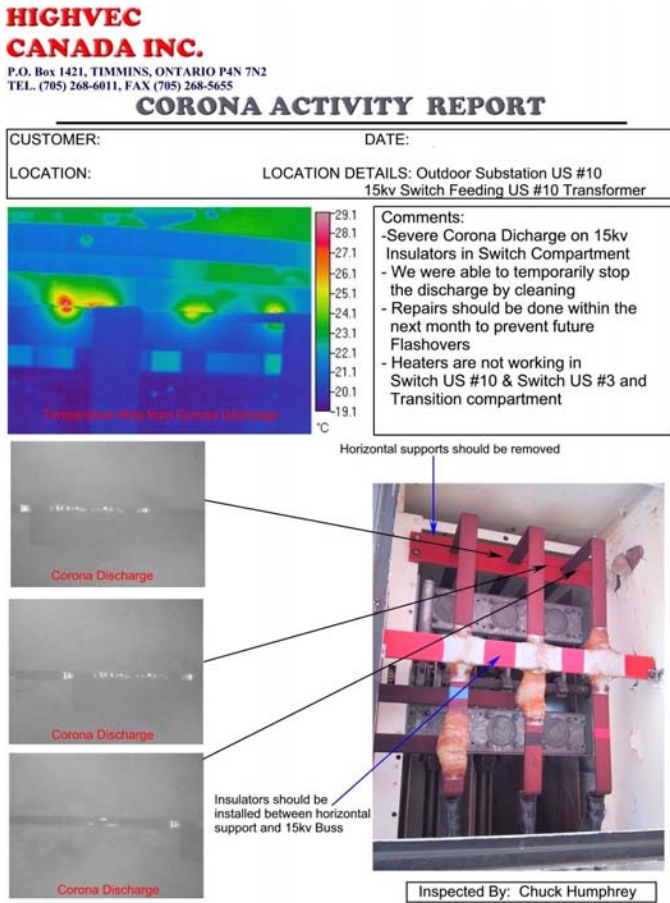 HIGHVEC
CANADA INC.
P.O. Box 1421, TIMMINS, ONTARIO P4N 7N2
TEL. (705) 268-6011, FAX (705) 268-5655
CORONA ACTIVITY REPORT
CUSTOMER: DATE:
LOCATION: LOCATION DETAILS: Outdoor Substation US #10
15kv Switch Feeding US #10 Transformer
29.1
28.1
27.1
26.1
25.1
24.1
23.1
22.1
21.1
20.1
19.1
°C
Temperature Rise from Corona Discharge
Comments:
-Severe Corona Dicharge on 15kv
Insulators in Switch Compartment
- We were able to temporarily stop
the discharge by cleaning
- Repairs should be done within the
next month to prevent future
Flashovers
- Heaters are not working in
Switch US #10 & Switch US #3 and
Transition compartment
Horizontal supports should be removed
Corona Discharge
Corona Discharge
Insulators should be
installed between horizontal
support and 15kv Buss
Corona Discharge
Inspected By: Chuck Humphrey